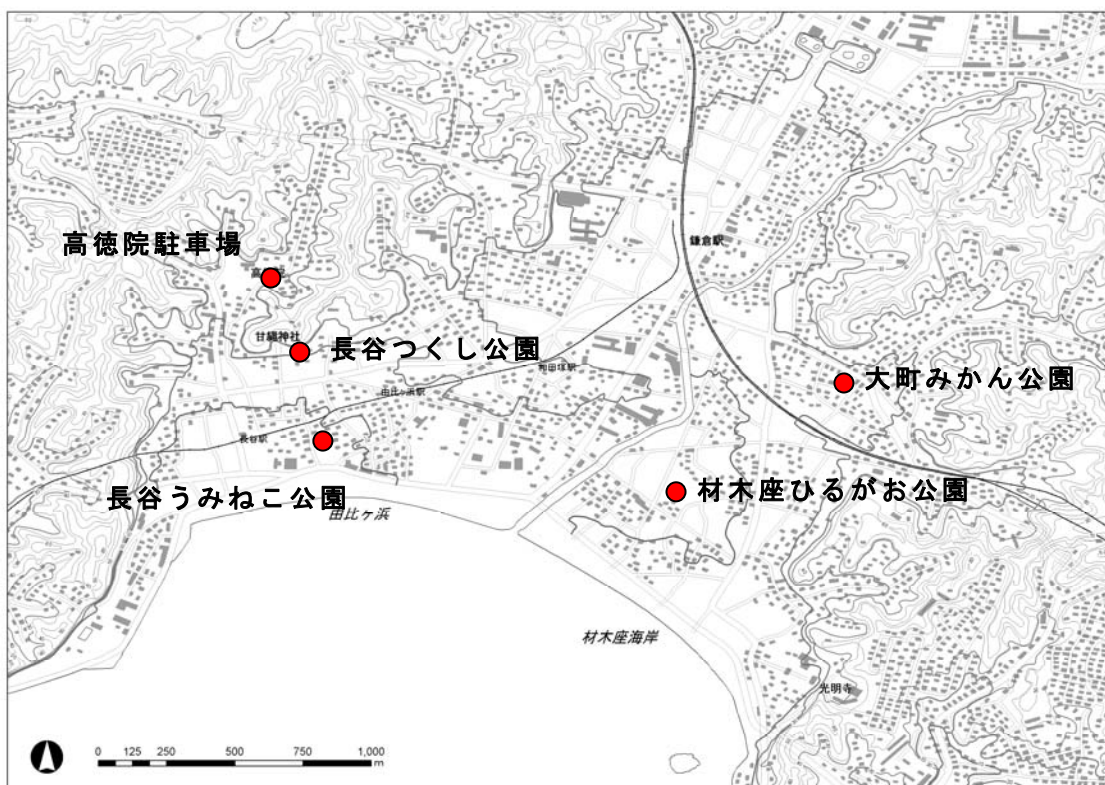 鎌倉駅
高徳院駐車場
甘縄神社
長谷つくし公園
和田塚駅
大町みかん公園
由比ヶ浜駅
長谷駅
材木座ひるがお公園
長谷うみねこ公園
由比ヶ浜
材木座海岸
光明寺
0 125 250 500 750 1,000
m